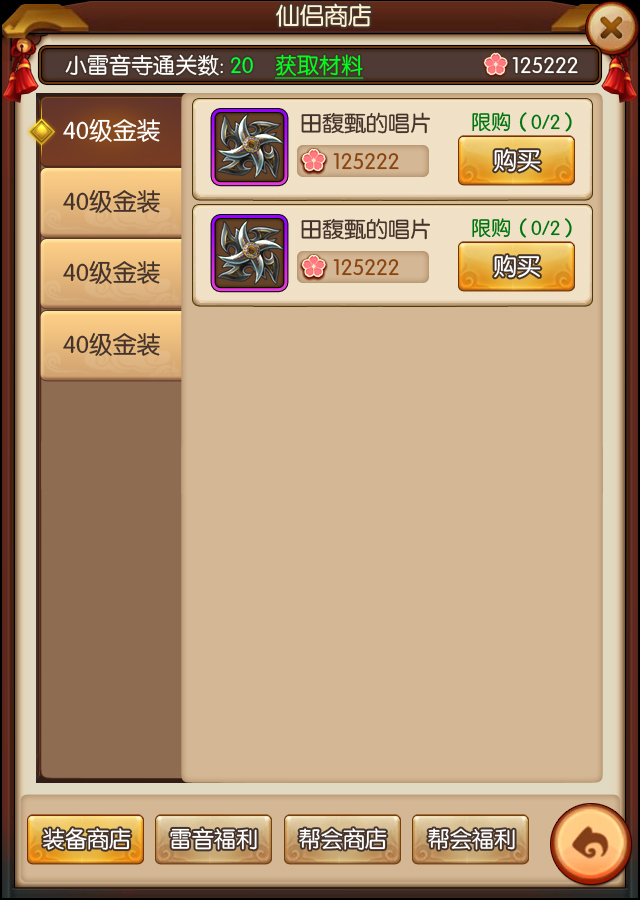 仙侣商店
小雷音寺通关数: 20 获取材料 125222
40级金装
40级金装
40级金装
40级金装
田馥甄的唱片 限购（0/2）
125222 购买
田馥甄的唱片 限购（0/2）
125222 购买
装备商店 雷音福利 帮会商店 帮会福利